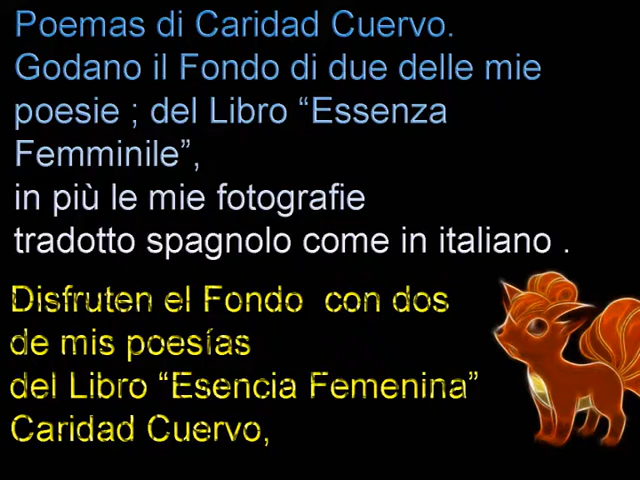 Poemas di Caridad Cuervo.
Godano il Fondo di due delle mie
poesie ; del Libro “Essenza
Femminile”,
in più le mie fotografie
tradotto spagnolo come in italiano .
Disfruten el Fondo con dos
de mis poesías
del Libro “Esencia Femenina”
Caridad Cuervo,